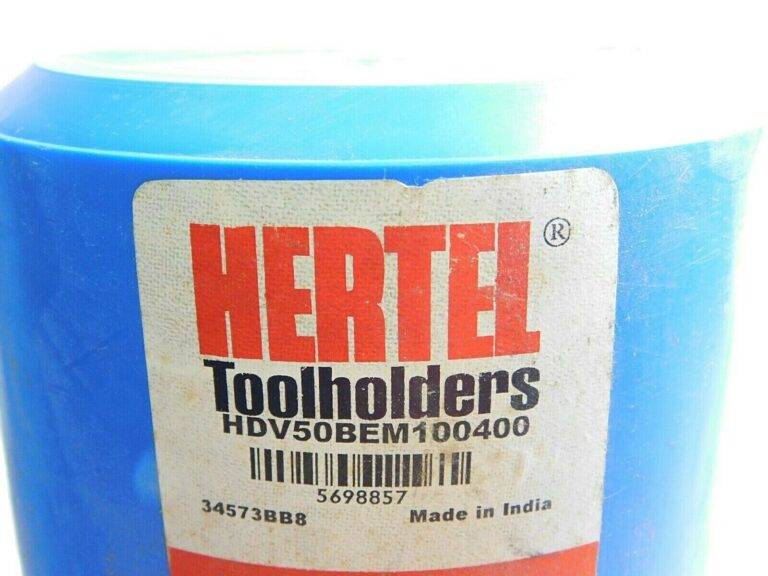 HERTEL®
Toolholders
HDV50BEM100400
5698857
34573BB8 Made in India